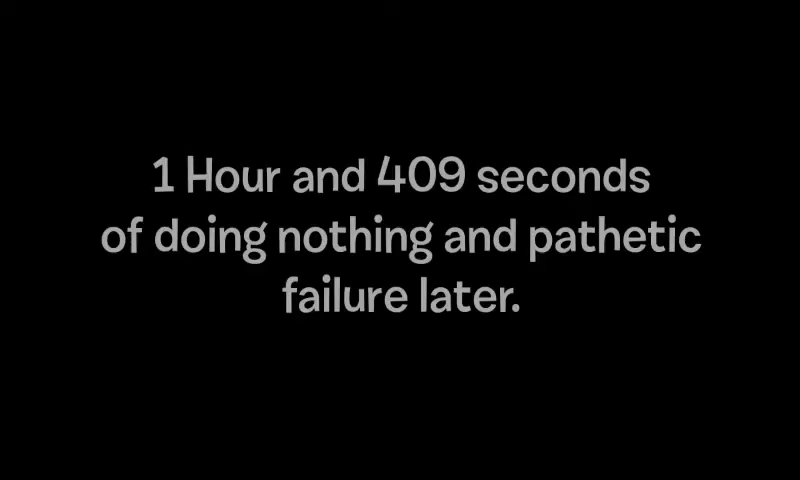 1 Hour and 409 seconds
of doing nothing and pathetic
failure later.